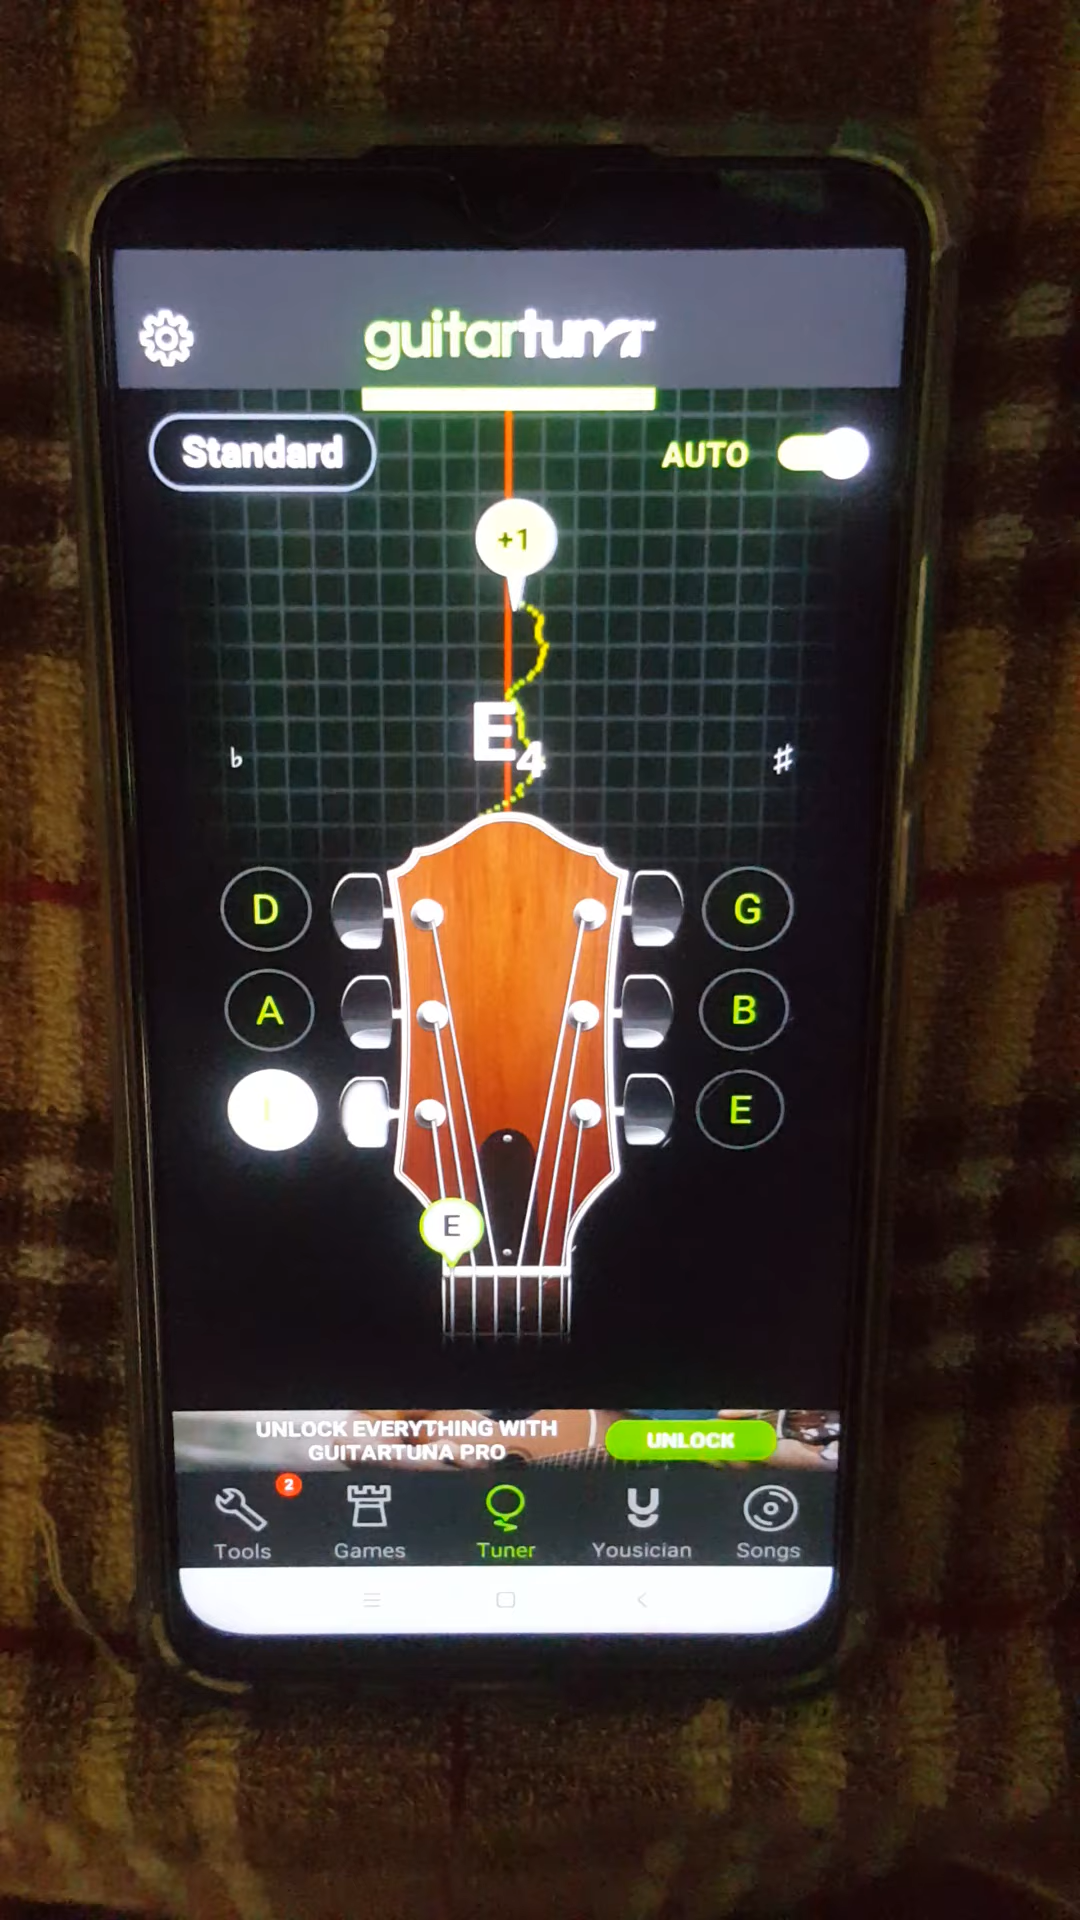 guitartuna
Standard
AUTO
+1
E4
♭
♯
D
G
A
B
E
E
UNLOCK EVERYTHING WITH
GUITARTUNA PRO
UNLOCK
2
Tools
Games
Tuner
Yousician
Songs